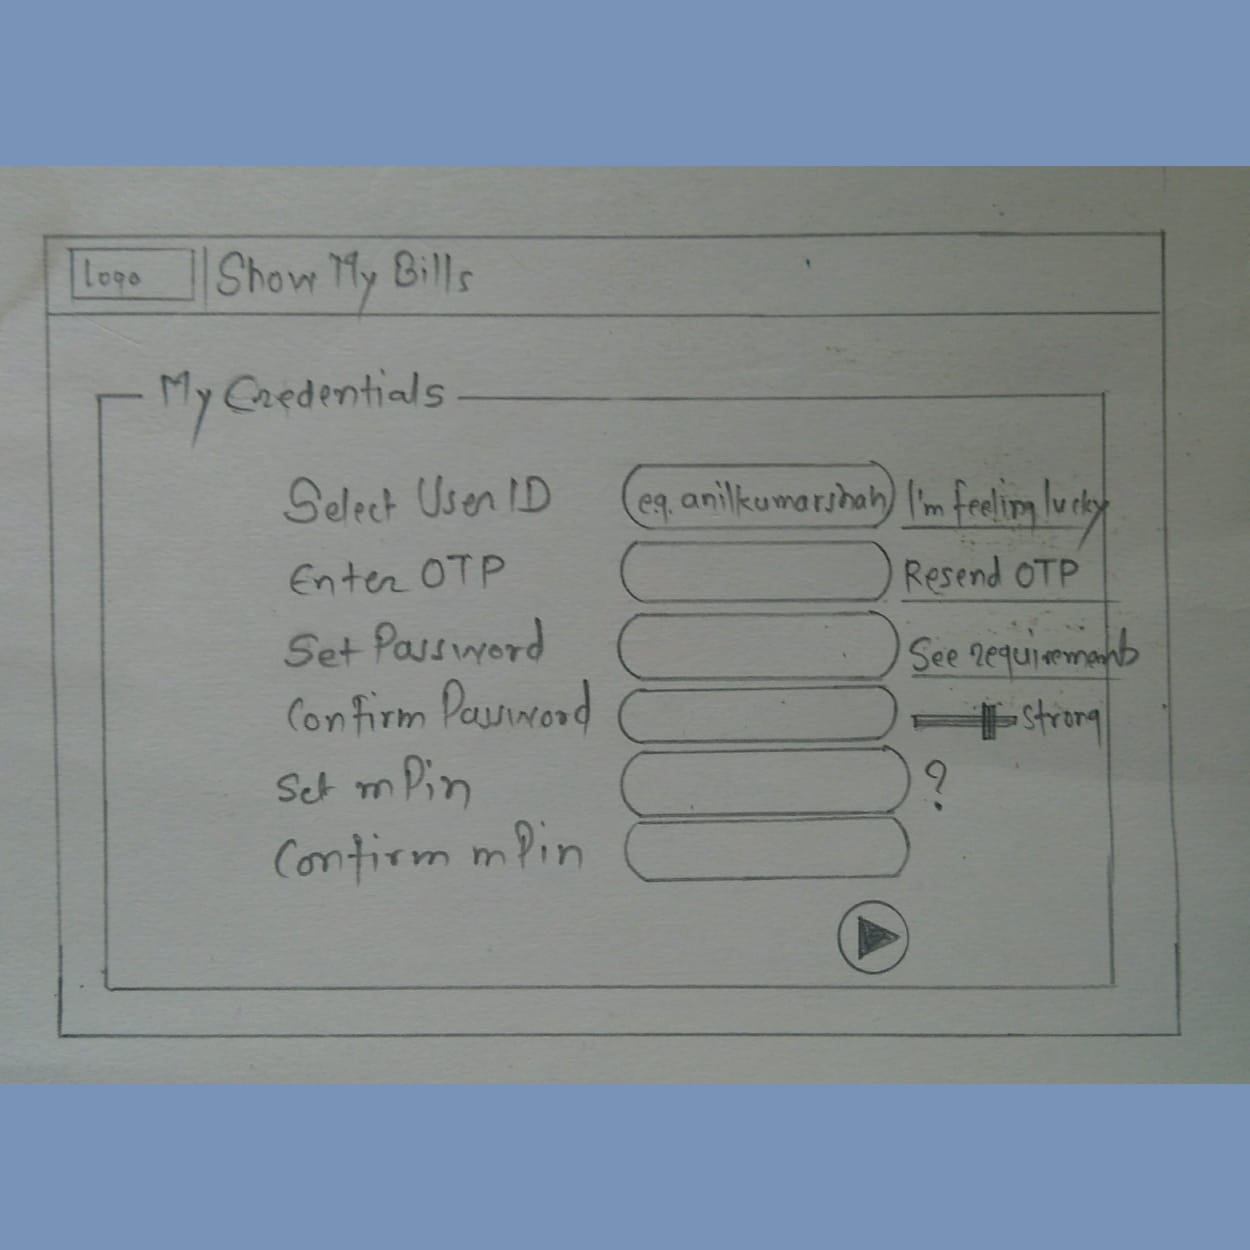 Logo Show My Bills
My Credentials
Select User ID eg. anilkumarshah I'm feeling lucky
Enter OTP Resend OTP
Set Password See requirements
Confirm Password Strong
Set mPin ?
Confirm mPin